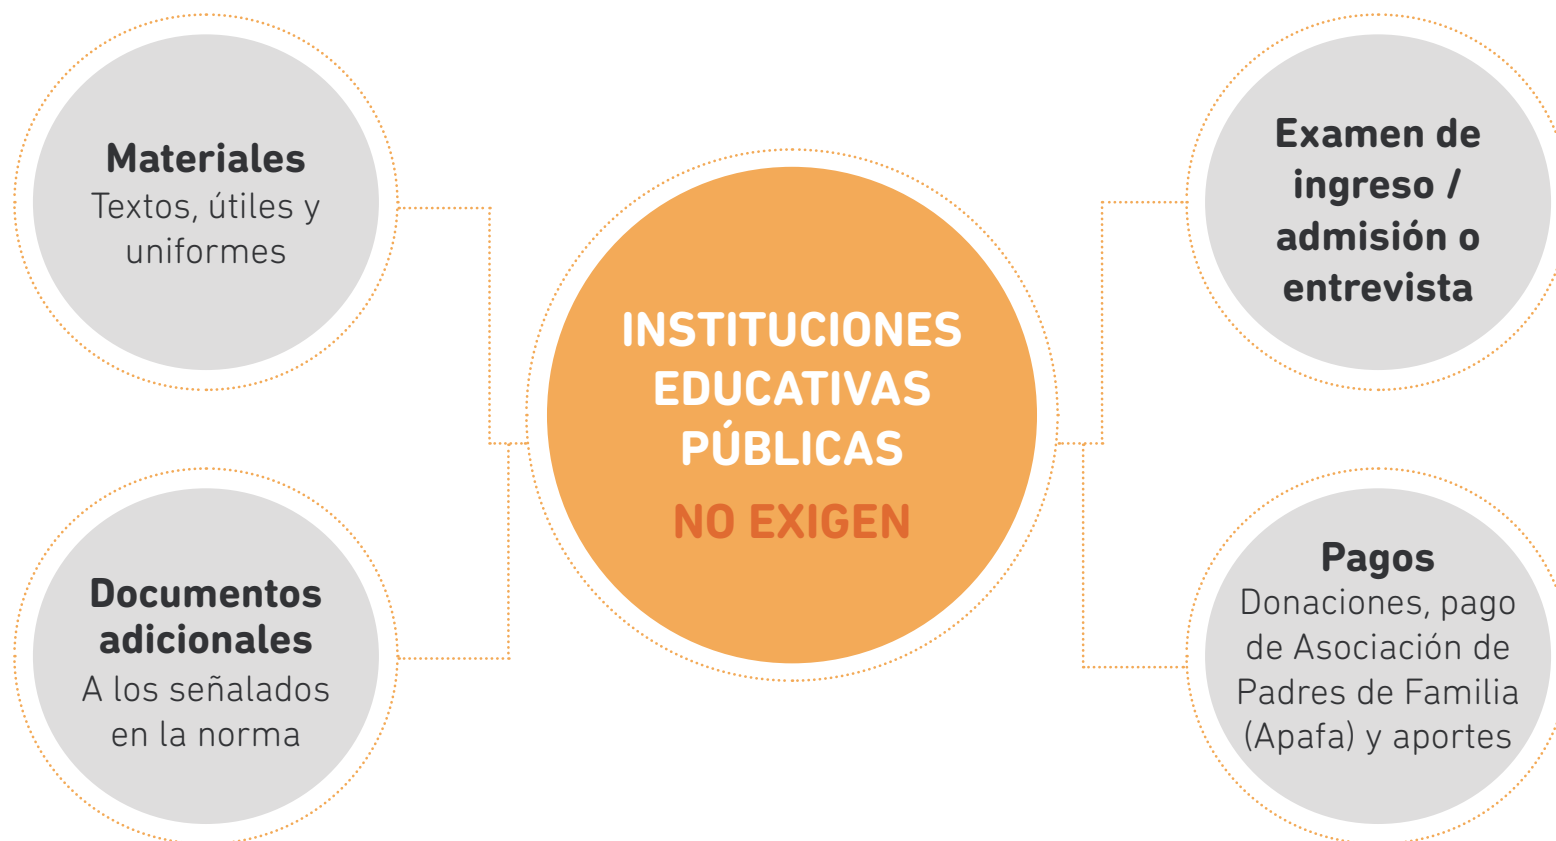 Materiales
Textos, útiles y
uniformes
Documentos
adicionales
A los señalados
en la norma
INSTITUCIONES
EDUCATIVAS
PÚBLICAS
NO EXIGEN
Examen de
ingreso /
admisión o
entrevista
Pagos
Donaciones, pago
de Asociación de
Padres de Familia
(Apafa) y aportes